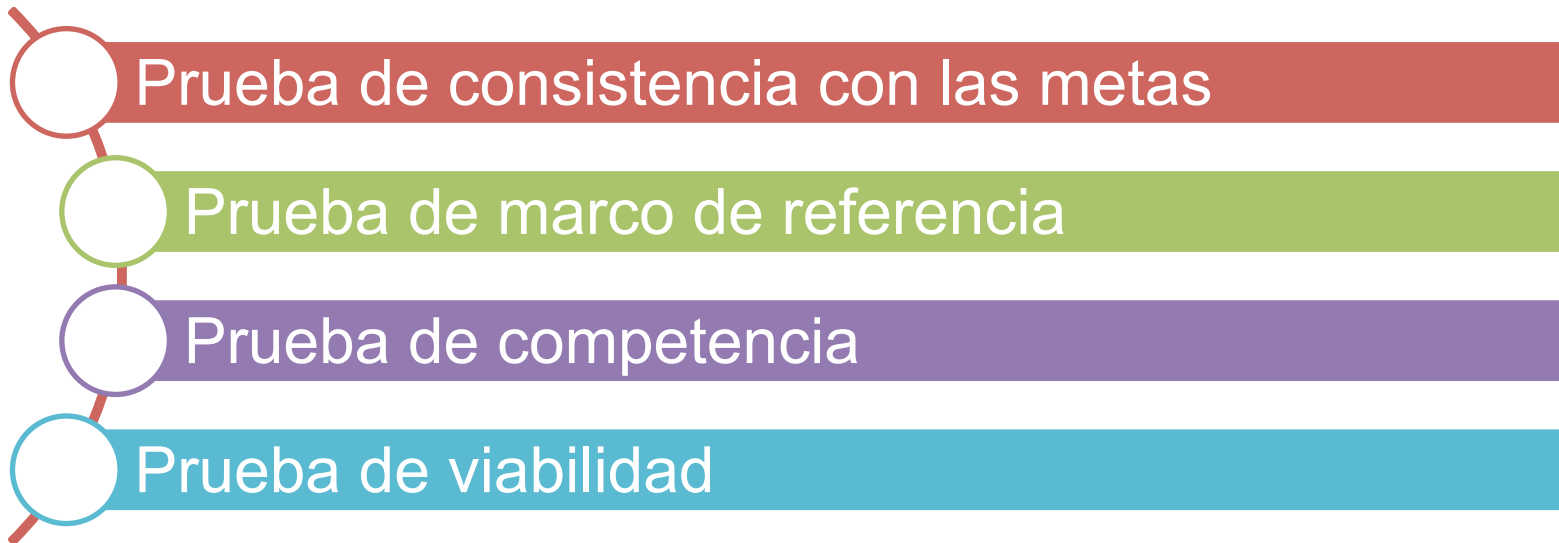 Prueba de consistencia con las metas
Prueba de marco de referencia
Prueba de competencia
Prueba de viabilidad